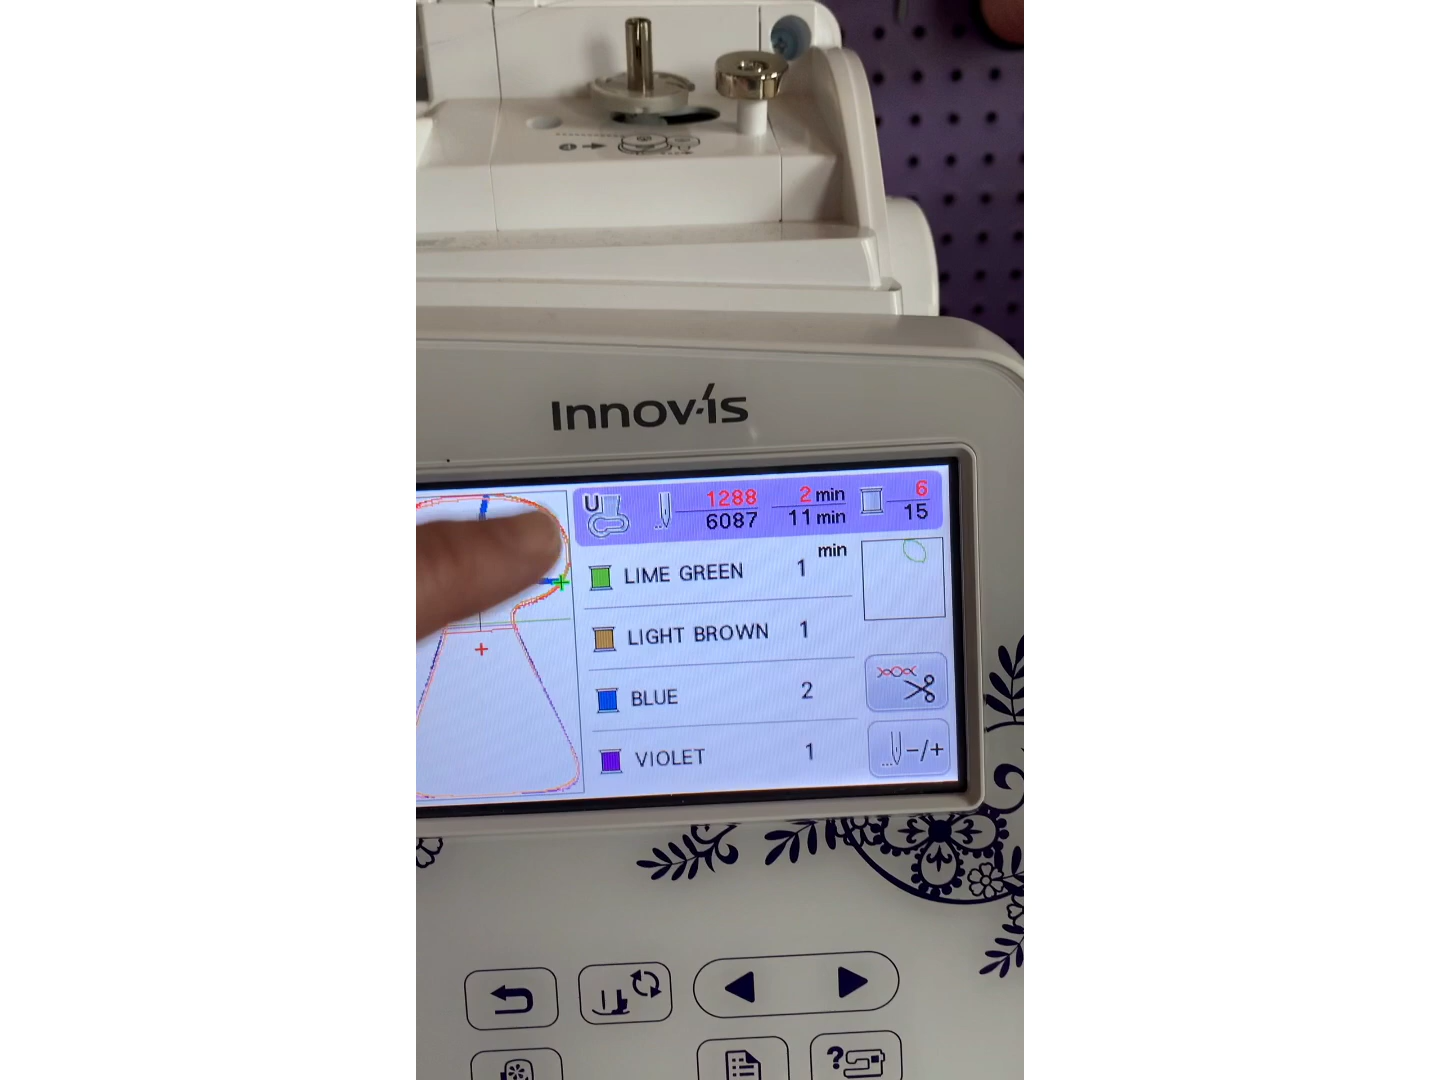 Innov-ís
U
1288 2 min 6
6087 11 min 15
min
LIME GREEN 1
LIGHT BROWN 1
BLUE 2
VIOLET 1
-/+
?